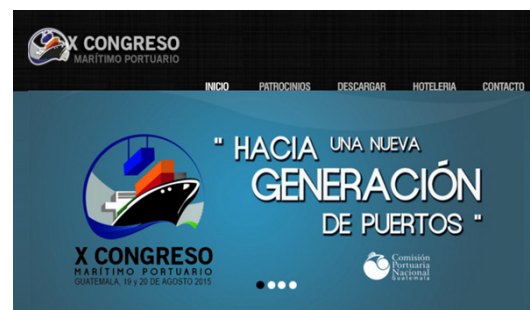 X CONGRESO
MARÍTIMO PORTUARIO
INICIO PATROCINIOS DESCARGAR HOTELERIA CONTACTO
" HACIA UNA NUEVA
GENERACIÓN
DE PUERTOS "
X CONGRESO
MARÍTIMO PORTUARIO
GUATEMALA, 19 y 20 DE AGOSTO 2015
Comisión
Portuaria
Nacional
Guatemala